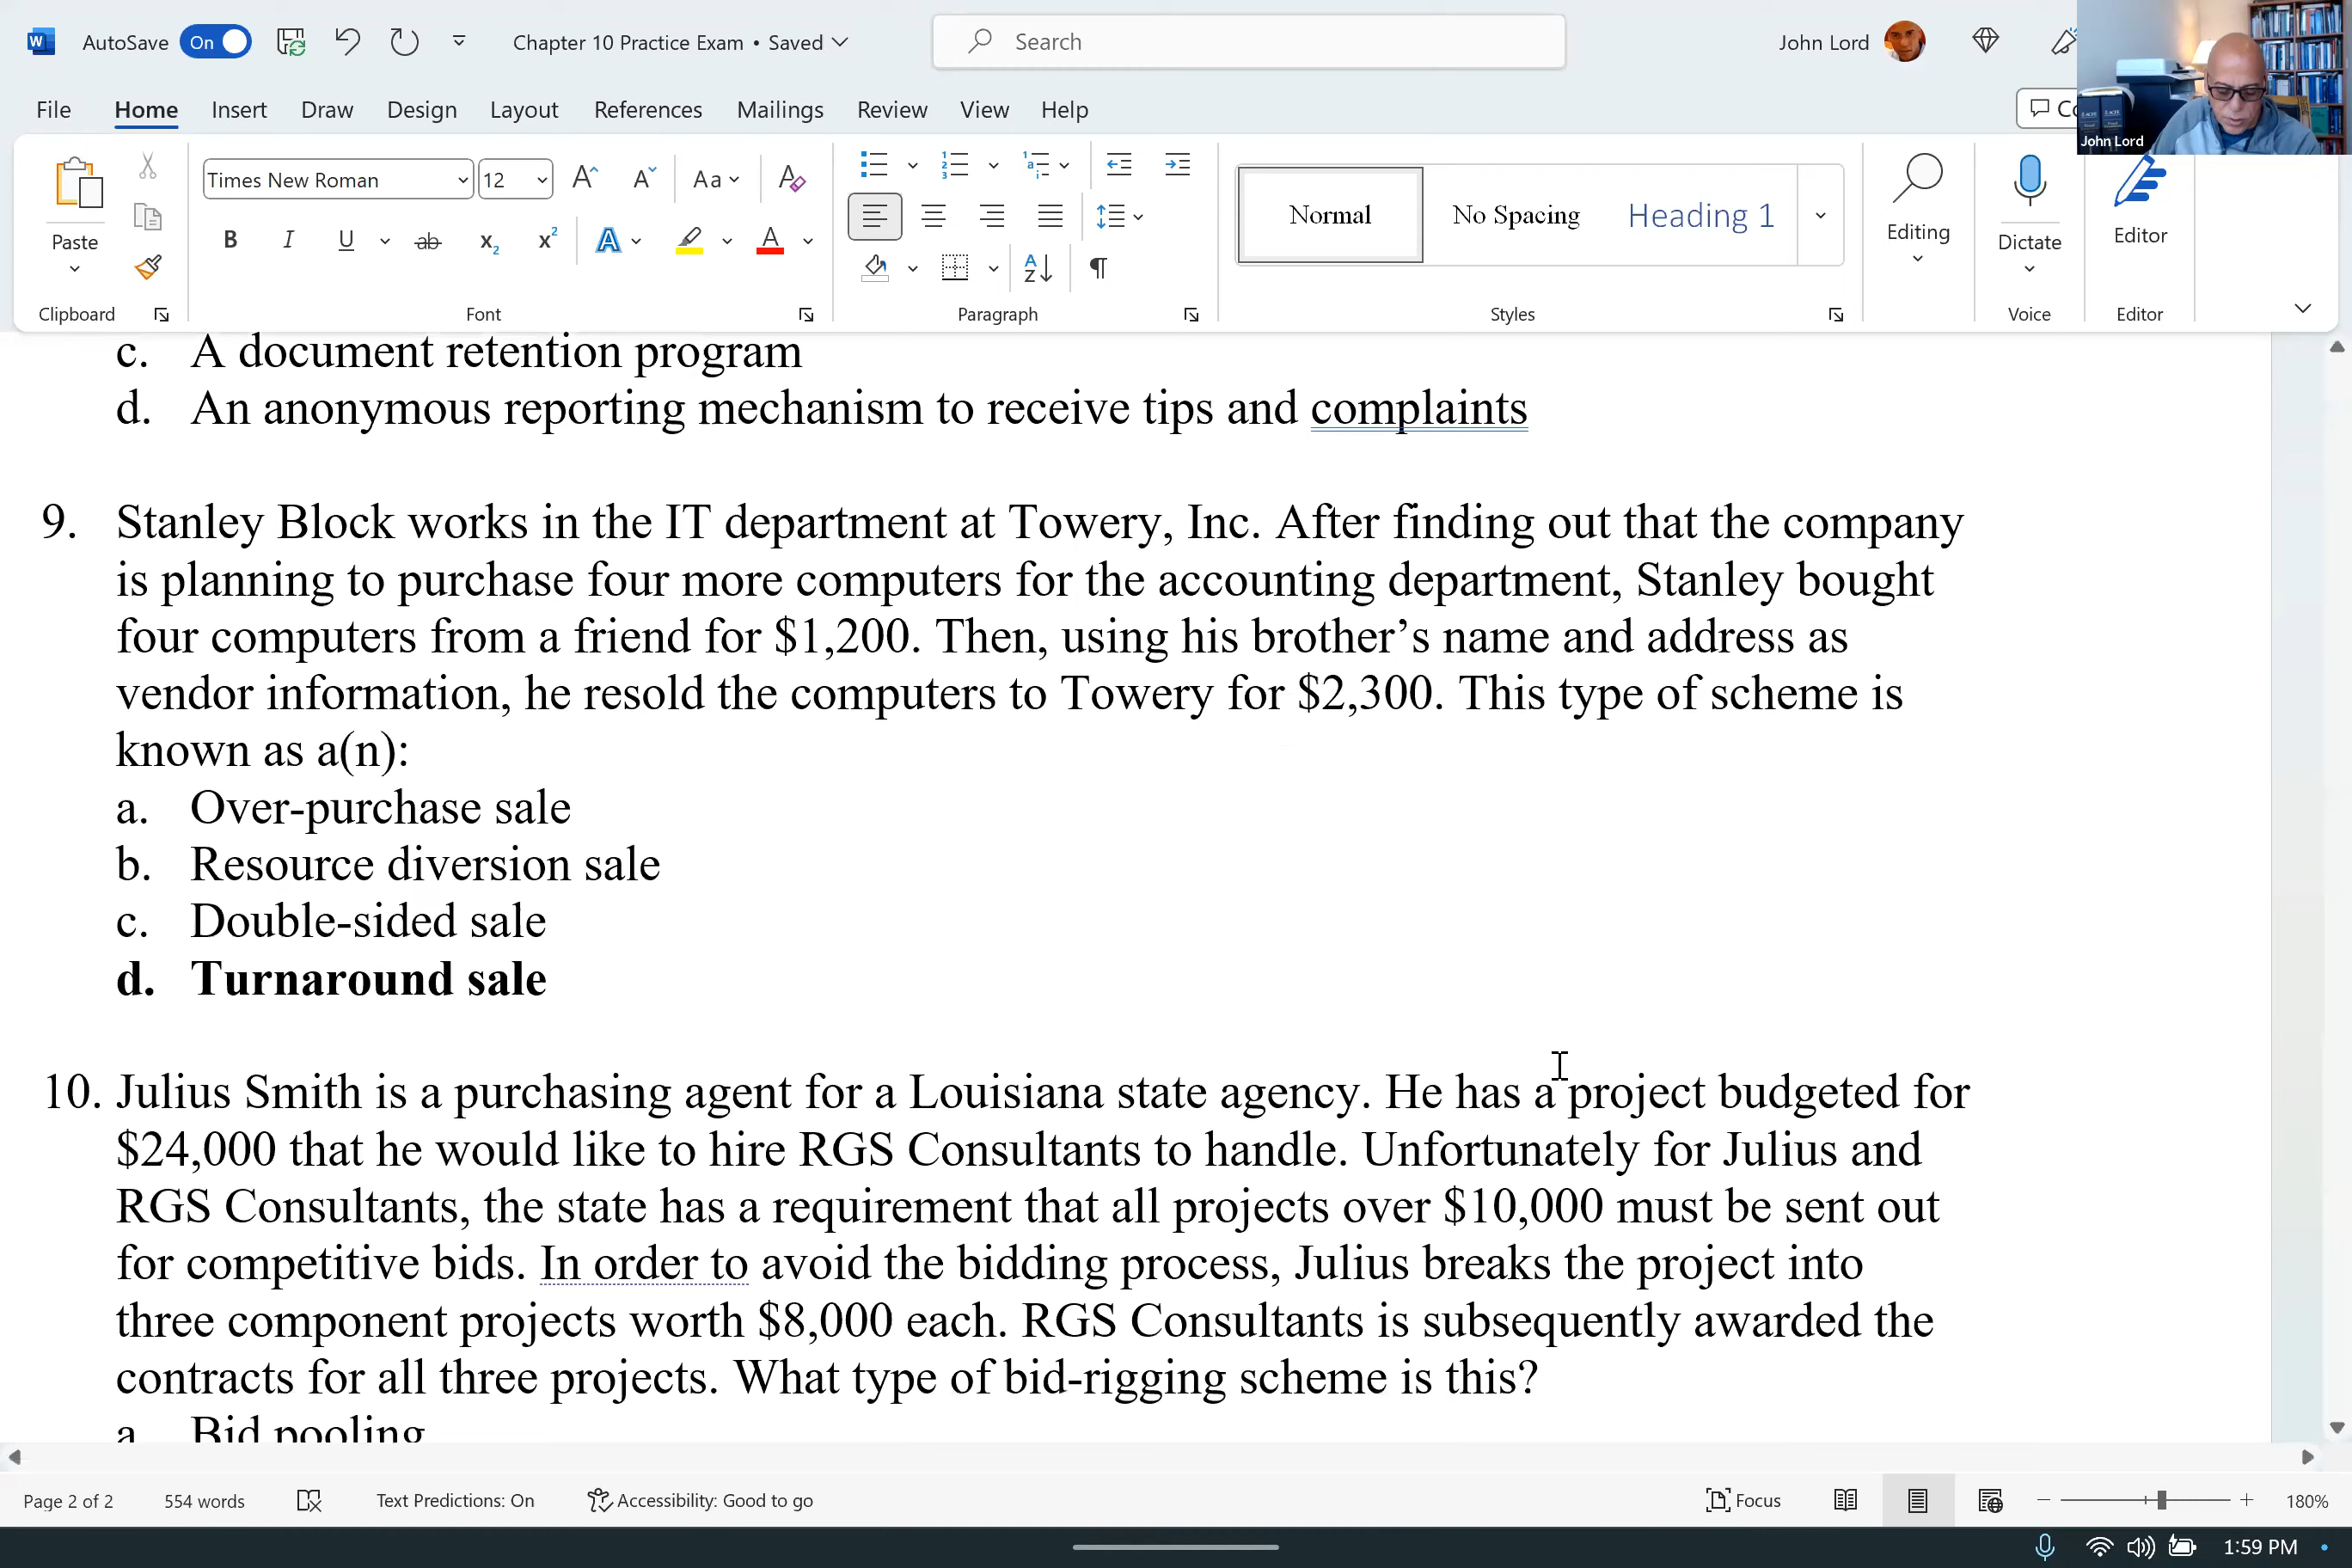 AutoSave On Chapter 10 Practice Exam • Saved Search John Lord
File Home Insert Draw Design Layout References Mailings Review View Help
John Lord
Times New Roman 12 Aa
Normal No Spacing Heading 1
Paste Editing Dictate Editor
Clipboard Font Paragraph Styles Voice Editor
c. A document retention program
d. An anonymous reporting mechanism to receive tips and complaints
9. Stanley Block works in the IT department at Towery, Inc. After finding out that the company
is planning to purchase four more computers for the accounting department, Stanley bought
four computers from a friend for $1,200. Then, using his brother’s name and address as
vendor information, he resold the computers to Towery for $2,300. This type of scheme is
known as a(n):
a. Over-purchase sale
b. Resource diversion sale
c. Double-sided sale
d. Turnaround sale
10. Julius Smith is a purchasing agent for a Louisiana state agency. He has a project budgeted for
$24,000 that he would like to hire RGS Consultants to handle. Unfortunately for Julius and
RGS Consultants, the state has a requirement that all projects over $10,000 must be sent out
for competitive bids. In order to avoid the bidding process, Julius breaks the project into
three component projects worth $8,000 each. RGS Consultants is subsequently awarded the
contracts for all three projects. What type of bid-rigging scheme is this?
a Bid pooling
Page 2 of 2 554 words Text Predictions: On Accessibility: Good to go Focus 180%
1:59 PM